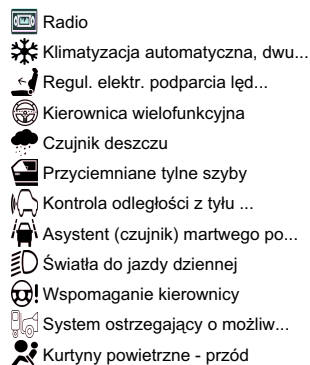 Radio
Klimatyzacja automatyczna, dwu...
Regul. elektr. podparcia lęd...
Kierownica wielofunkcyjna
Czujnik deszczu
Przyciemniane tylne szyby
Kontrola odległości z tyłu ...
Asystent (czujnik) martwego po...
Światła do jazdy dziennej
Wspomaganie kierownicy
System ostrzegający o możliw...
Kurtyny powietrzne - przód